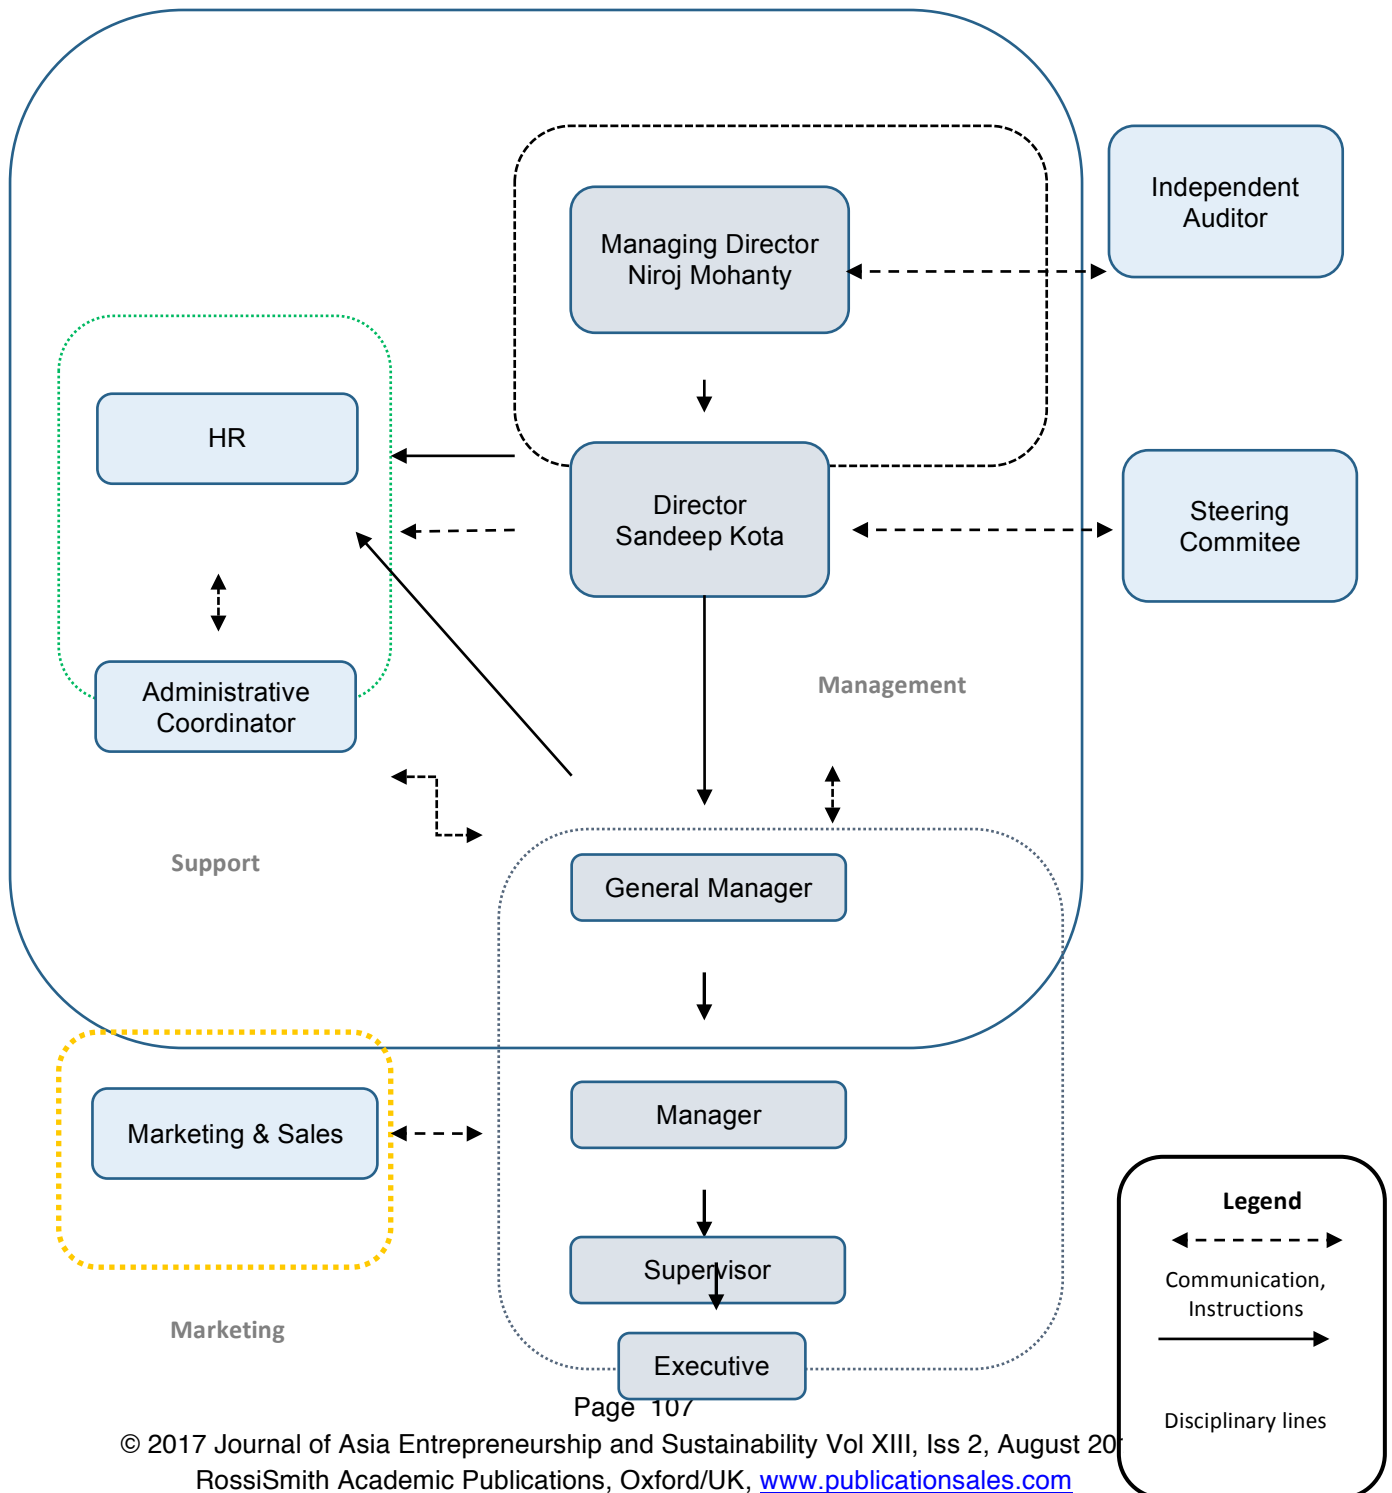 Independent
Auditor
Managing Director
Niroj Mohanty
HR
Director
Sandeep Kota
Steering
Commitee
Administrative
Coordinator
Management
Support
General Manager
Manager
Marketing & Sales
Legend
Communication,
Instructions
Supervisor
Marketing
Executive
Disciplinary lines
Page 107
© 2017 Journal of Asia Entrepreneurship and Sustainability Vol XIII, Iss 2, August
RossiSmith Academic Publications, Oxford/UK, www.publicationsales.com